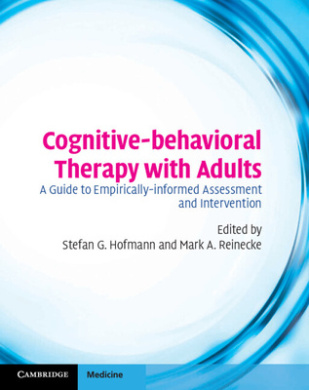 Cognitive-behavioral
Therapy with Adults
A Guide to Empirically-informed Assessment
and Intervention
Edited by
Stefan G. Hofmann and Mark A. Reinecke
CAMBRIDGE Medicine